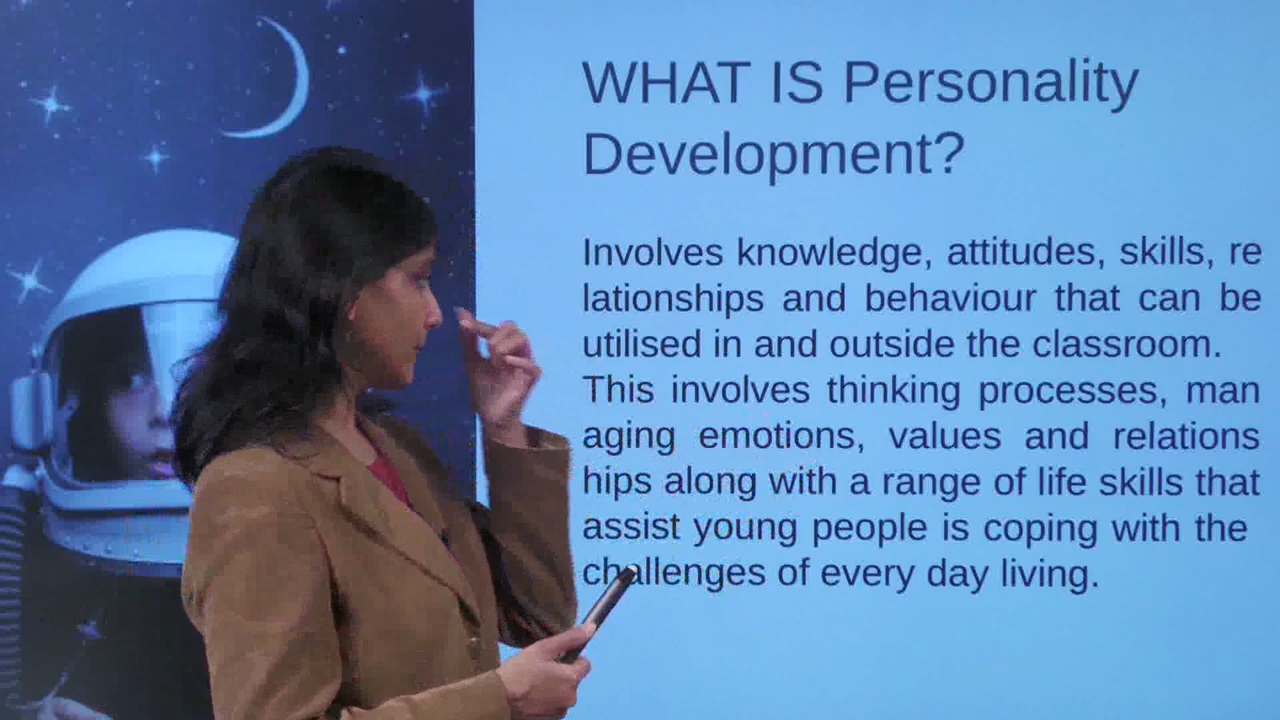 WHAT IS Personality
Development?
Involves knowledge, attitudes, skills, re
lationships and behaviour that can be
utilised in and outside the classroom.
This involves thinking processes, man
aging emotions, values and relations
hips along with a range of life skills that
assist young people is coping with the
challenges of every day living.